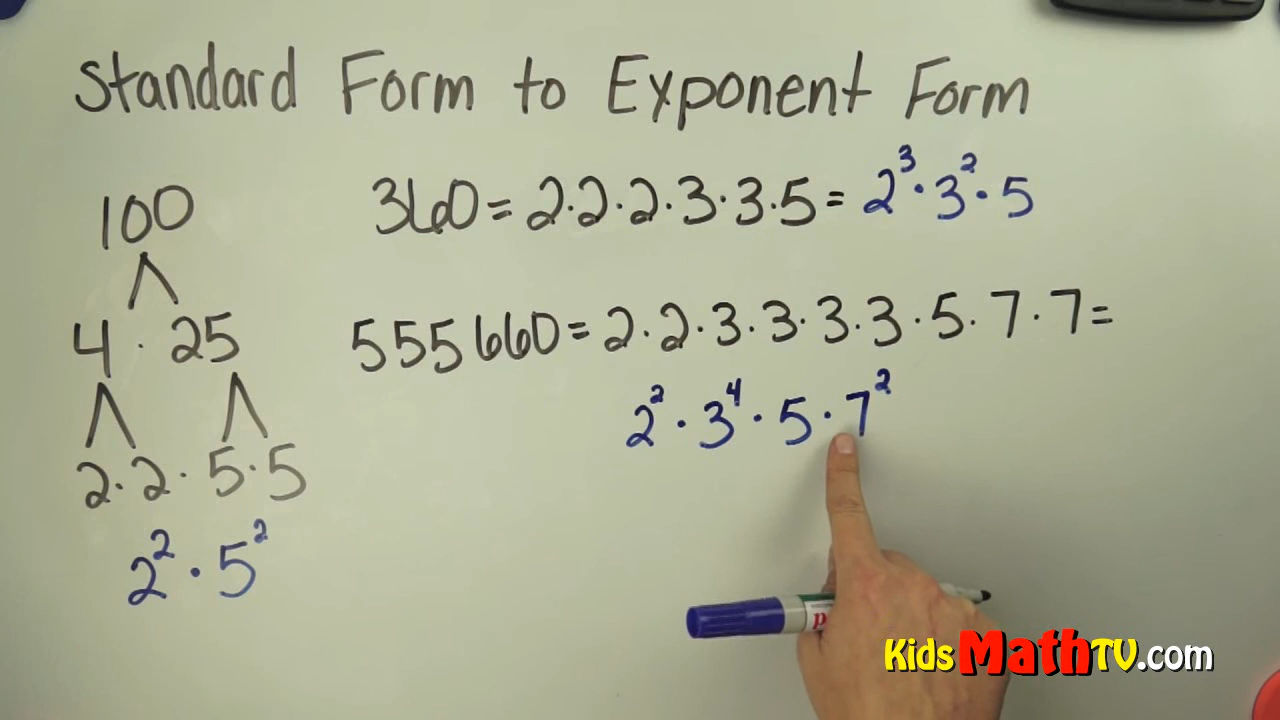 Standard Form to Exponent Form
100
4 · 25
2 · 2 · 5 · 5
2² · 5²
360 = 2·2·2·3·3·5 = 2³ · 3² · 5
555660 = 2·2·3·3·3·3·5·7·7 =
2² · 3⁴ · 5 · 7²
KidsMathTV.com